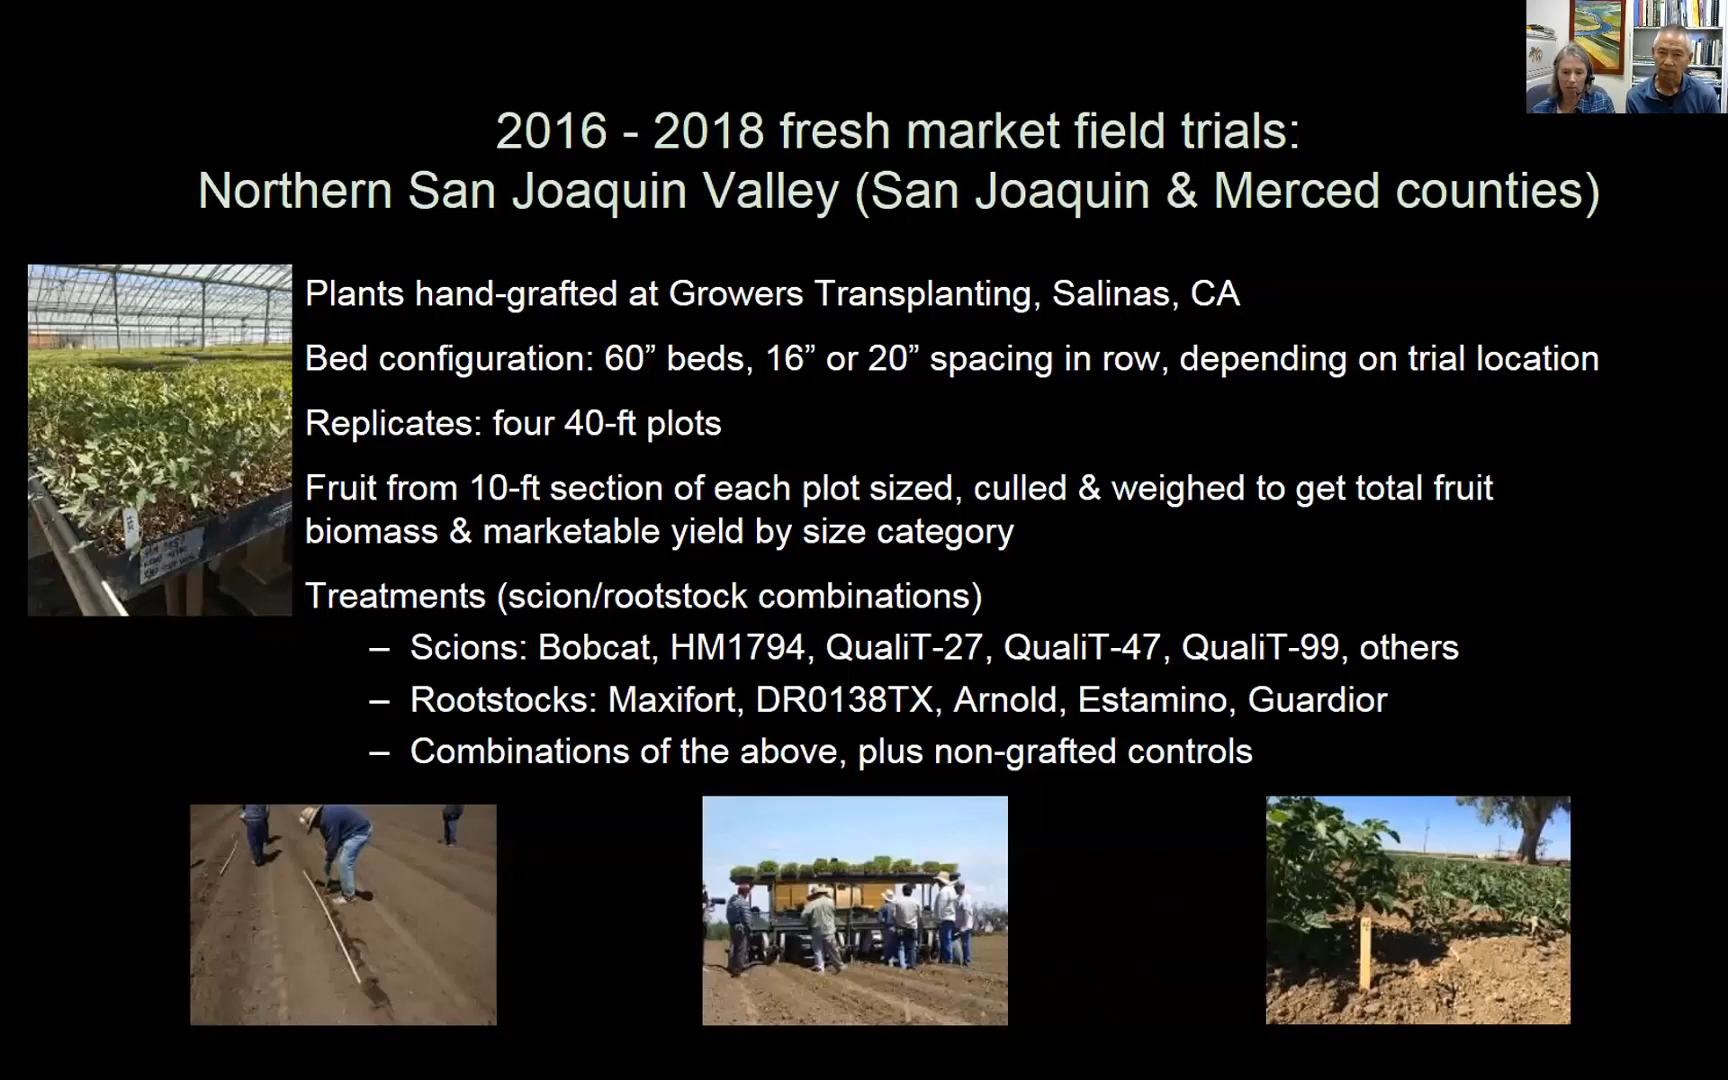 2016 - 2018 fresh market field trials:
Northern San Joaquin Valley (San Joaquin & Merced counties)
Plants hand-grafted at Growers Transplanting, Salinas, CA
Bed configuration: 60” beds, 16” or 20” spacing in row, depending on trial location
Replicates: four 40-ft plots
Fruit from 10-ft section of each plot sized, culled & weighed to get total fruit
biomass & marketable yield by size category
Treatments (scion/rootstock combinations)
– Scions: Bobcat, HM1794, QualiT-27, QualiT-47, QualiT-99, others
– Rootstocks: Maxifort, DR0138TX, Arnold, Estamino, Guardior
– Combinations of the above, plus non-grafted controls